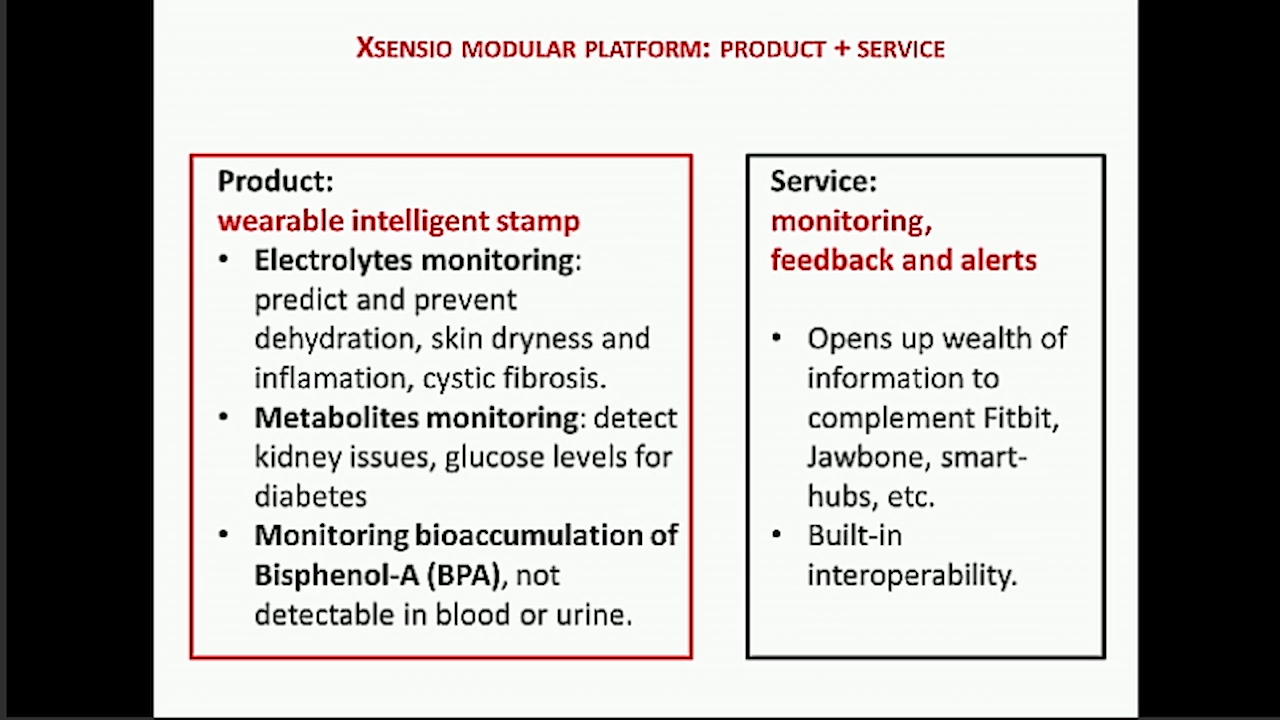 Xsensio modular platform: product + service
Product:
wearable intelligent stamp
• Electrolytes monitoring:
predict and prevent
dehydration, skin dryness and
inflamation, cystic fibrosis.
• Metabolites monitoring: detect
kidney issues, glucose levels for
diabetes
• Monitoring bioaccumulation of
Bisphenol-A (BPA), not
detectable in blood or urine.
Service:
monitoring,
feedback and alerts
• Opens up wealth of
information to
complement Fitbit,
Jawbone, smart-
hubs, etc.
• Built-in
interoperability.